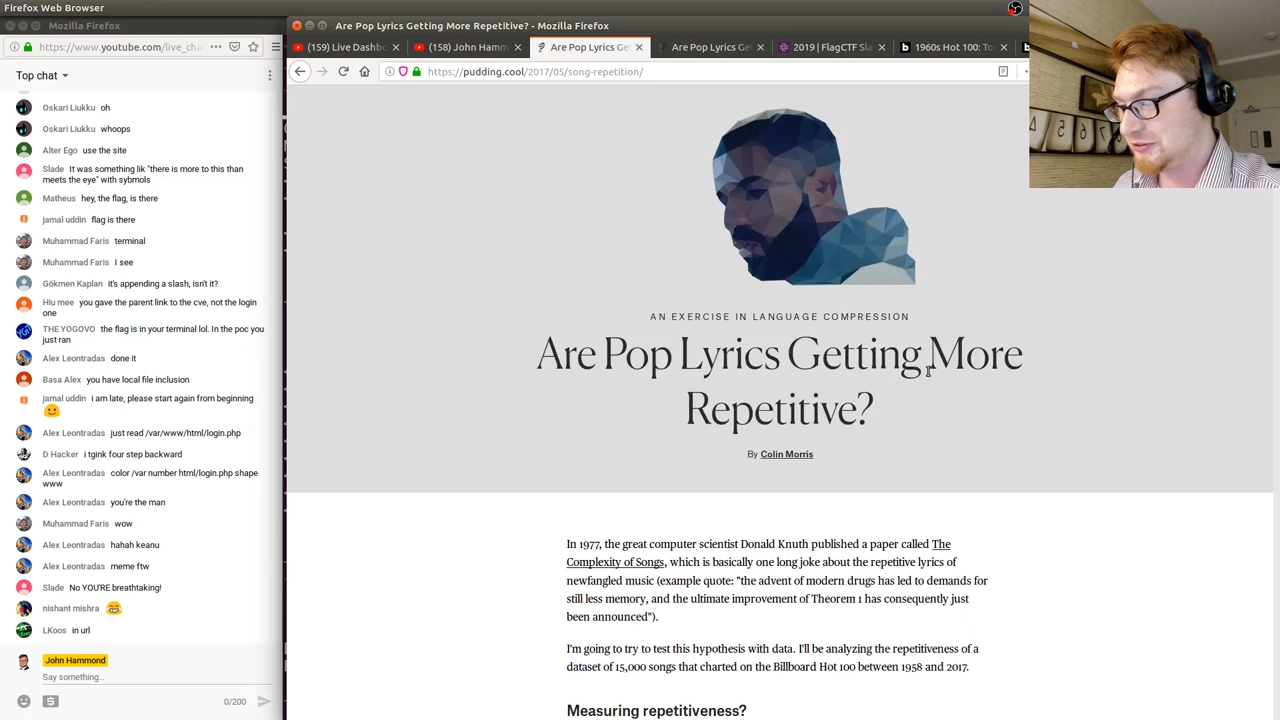 Firefox Web Browser
Mozilla Firefox
https://www.youtube.com/live_cha
Top chat
Oskari Liukku oh
Oskari Liukku whoops
Alter Ego use the site
Slade It was something lik "there is more to this than
meets the eye" with sybmols
Matheus hey, the flag, is there
jamal uddin flag is there
Muhammad Faris terminal
Muhammad Faris I see
Gökmen Kaplan it's appending a slash, isn't it?
Hiu mee you gave the parent link to the cve, not the login
one
THE YOGOVO the flag is in your terminal lol. In the poc you
just ran
Alex Leontradas done it
Basa Alex you have local file inclusion
jamal uddin i am late, please start again from beginning
Alex Leontradas just read /var/www/html/login.php
D Hacker i tgink four step backward
Alex Leontradas color /var number html/login.php shape
www
Alex Leontradas you're the man
Muhammad Faris wow
Alex Leontradas hahah keanu
Alex Leontradas meme ftw
Slade No YOU'RE breathtaking!
nishant mishra
LKoos in url
John Hammond
Say something...
0/200
Are Pop Lyrics Getting More Repetitive? - Mozilla Firefox
(159) Live Dashbo
(158) John Hamm
Are Pop Lyrics Get
Are Pop Lyrics Get
2019 | FlagCTF Sla
1960s Hot 100: Top
https://pudding.cool/2017/05/song-repetition/
AN EXERCISE IN LANGUAGE COMPRESSION
Are Pop Lyrics Getting More
Repetitive?
By Colin Morris
In 1977, the great computer scientist Donald Knuth published a paper called The
Complexity of Songs, which is basically one long joke about the repetitive lyrics of
newfangled music (example quote: "the advent of modern drugs has led to demands for
still less memory, and the ultimate improvement of Theorem 1 has consequently just
been announced").
I'm going to try to test this hypothesis with data. I'll be analyzing the repetitiveness of a
dataset of 15,000 songs that charted on the Billboard Hot 100 between 1958 and 2017.
Measuring repetitiveness?